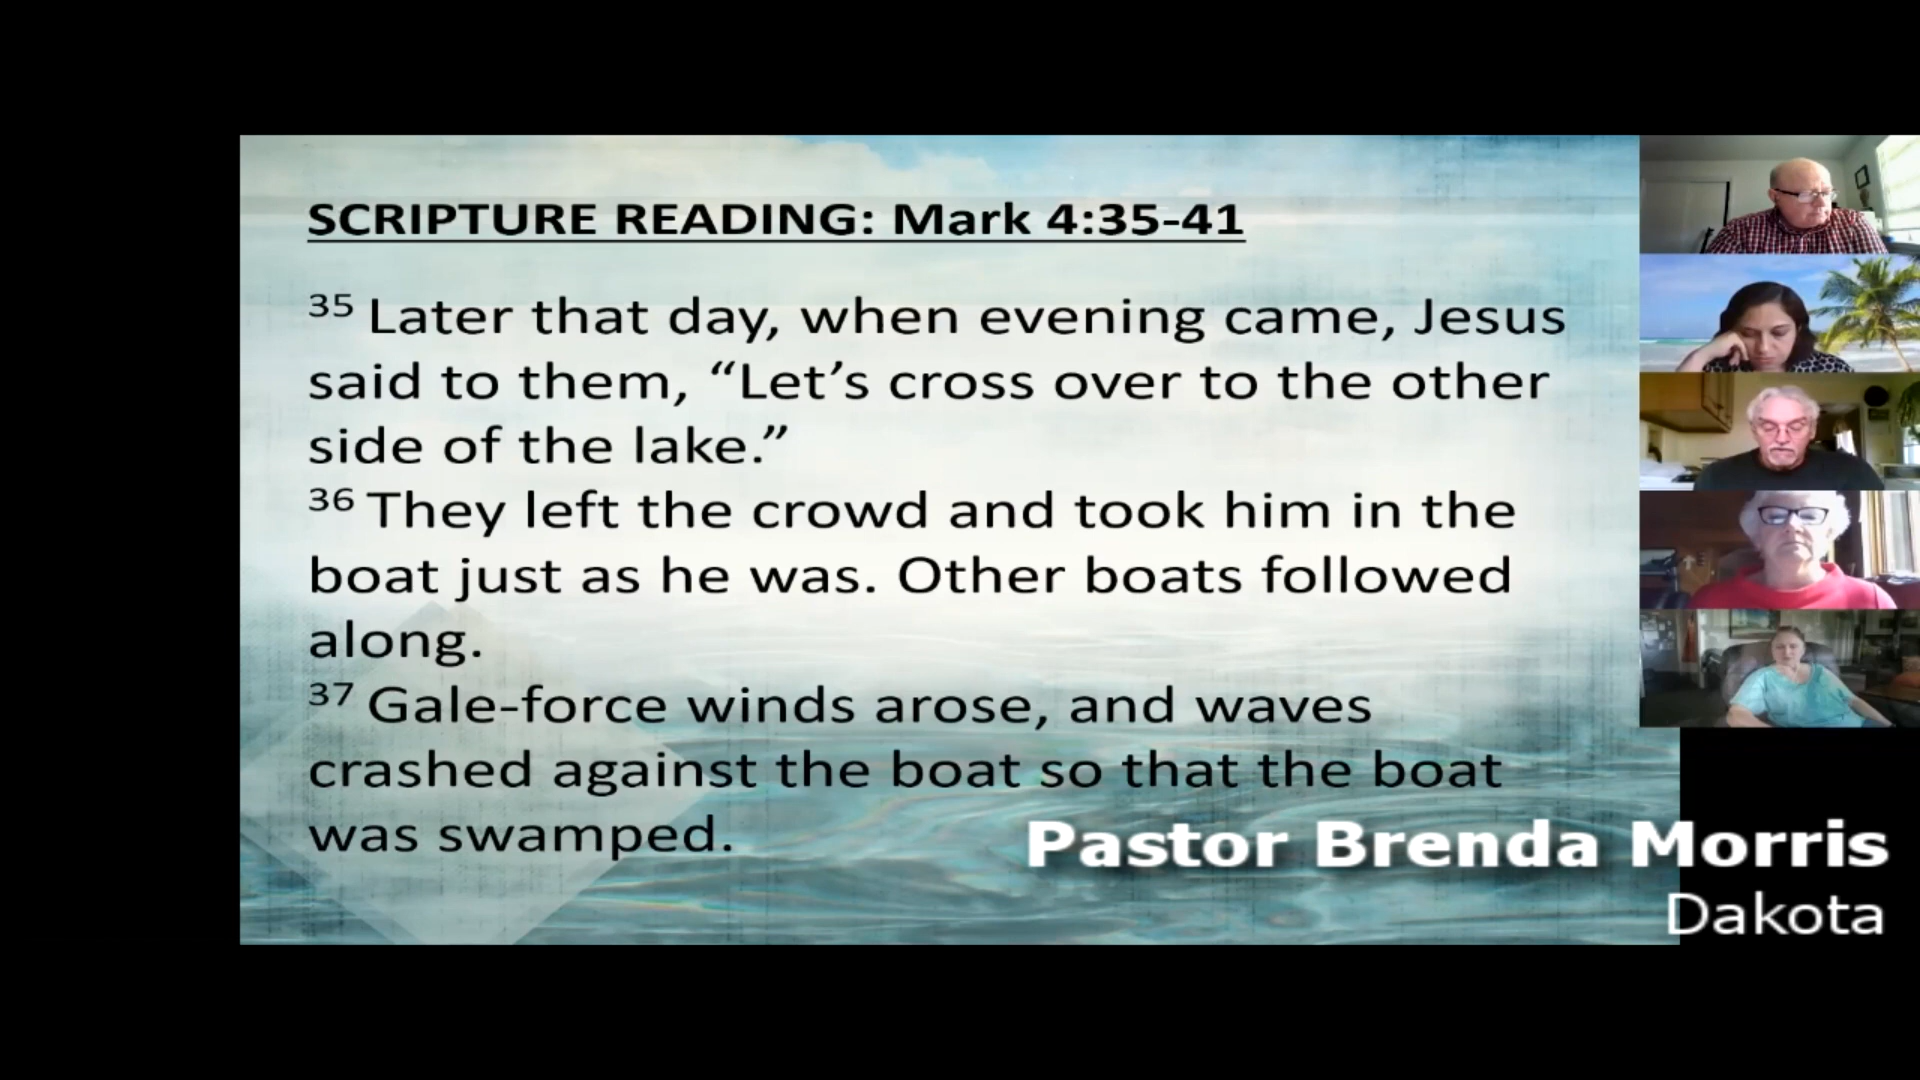 SCRIPTURE READING: Mark 4:35-41
35 Later that day, when evening came, Jesus
said to them, “Let’s cross over to the other
side of the lake.”
36 They left the crowd and took him in the
boat just as he was. Other boats followed
along.
37 Gale-force winds arose, and waves
crashed against the boat so that the boat
was swamped.
Pastor Brenda Morris
Dakota